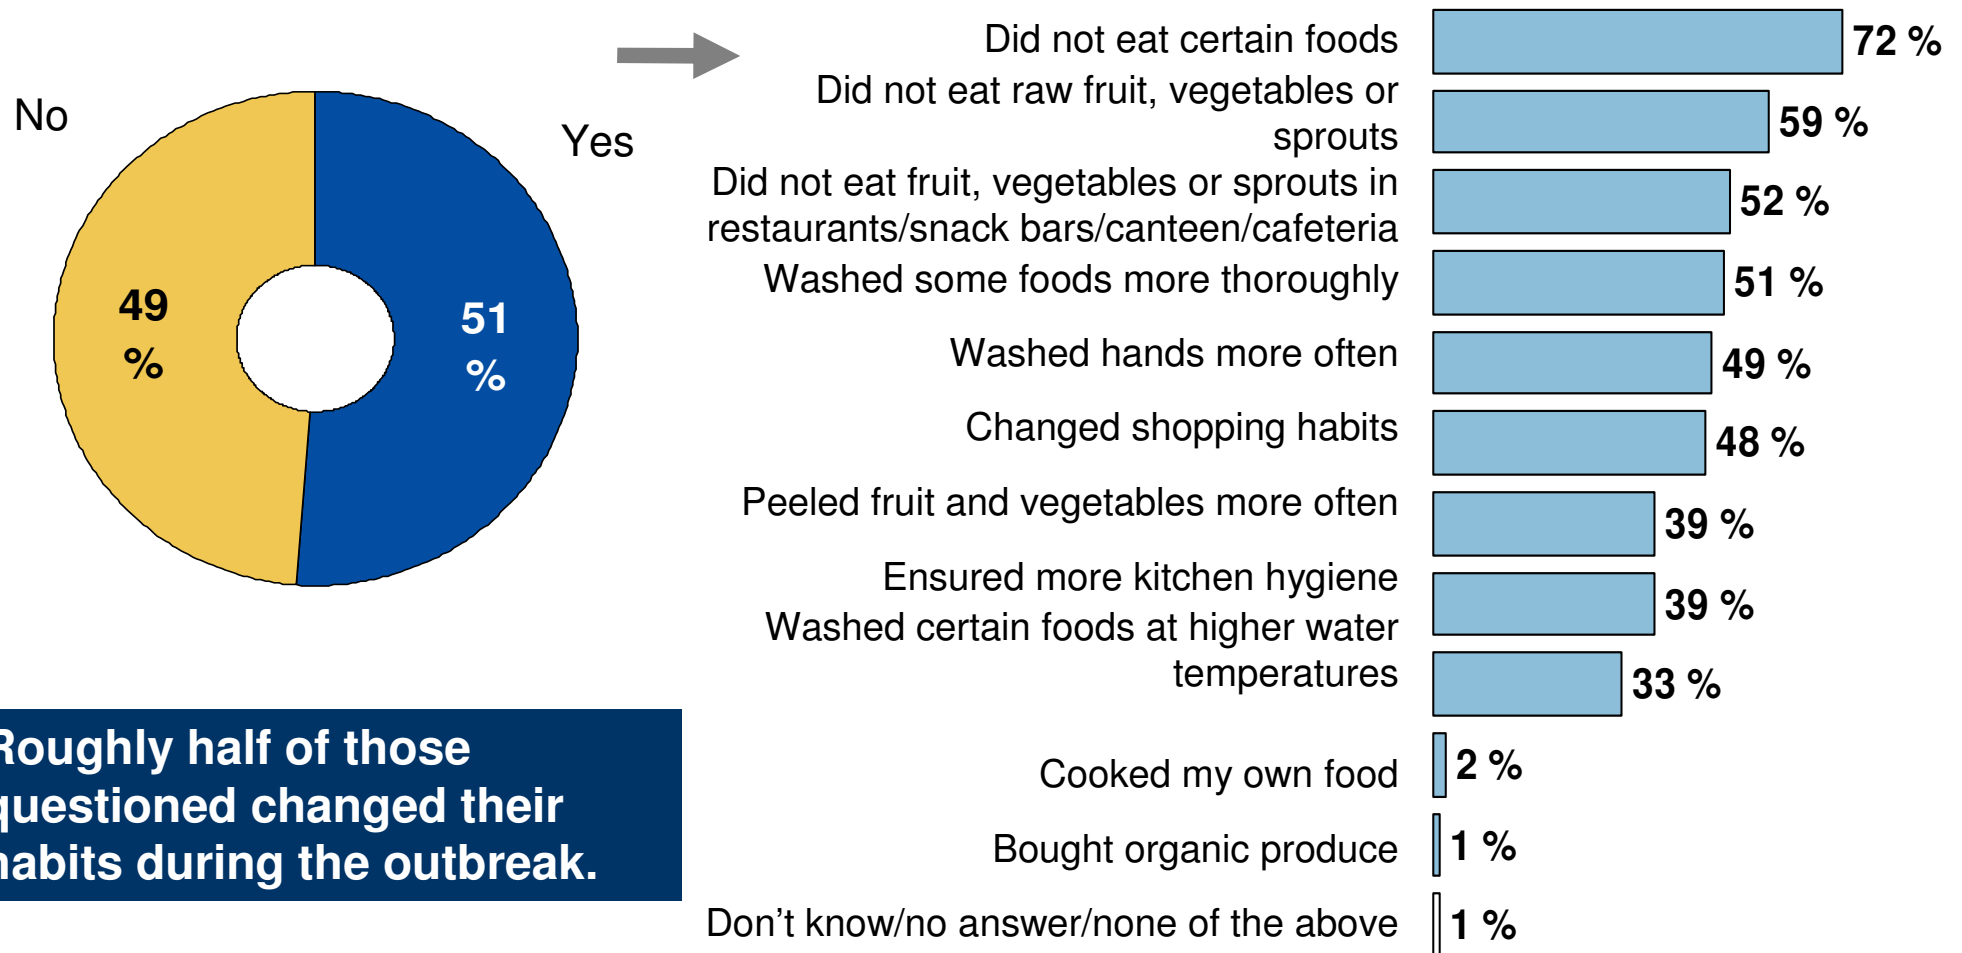 No
Yes
49
%
51
%
Did not eat certain foods
72 %
Did not eat raw fruit, vegetables or
sprouts
59 %
Did not eat fruit, vegetables or sprouts in
restaurants/snack bars/canteen/cafeteria
52 %
Washed some foods more thoroughly
51 %
Washed hands more often
49 %
Changed shopping habits
48 %
Peeled fruit and vegetables more often
39 %
Ensured more kitchen hygiene
39 %
Washed certain foods at higher water
temperatures
33 %
Cooked my own food
2 %
Bought organic produce
1 %
Don't know/no answer/none of the above
1 %
Roughly half of those
questioned changed their
habits during the outbreak.